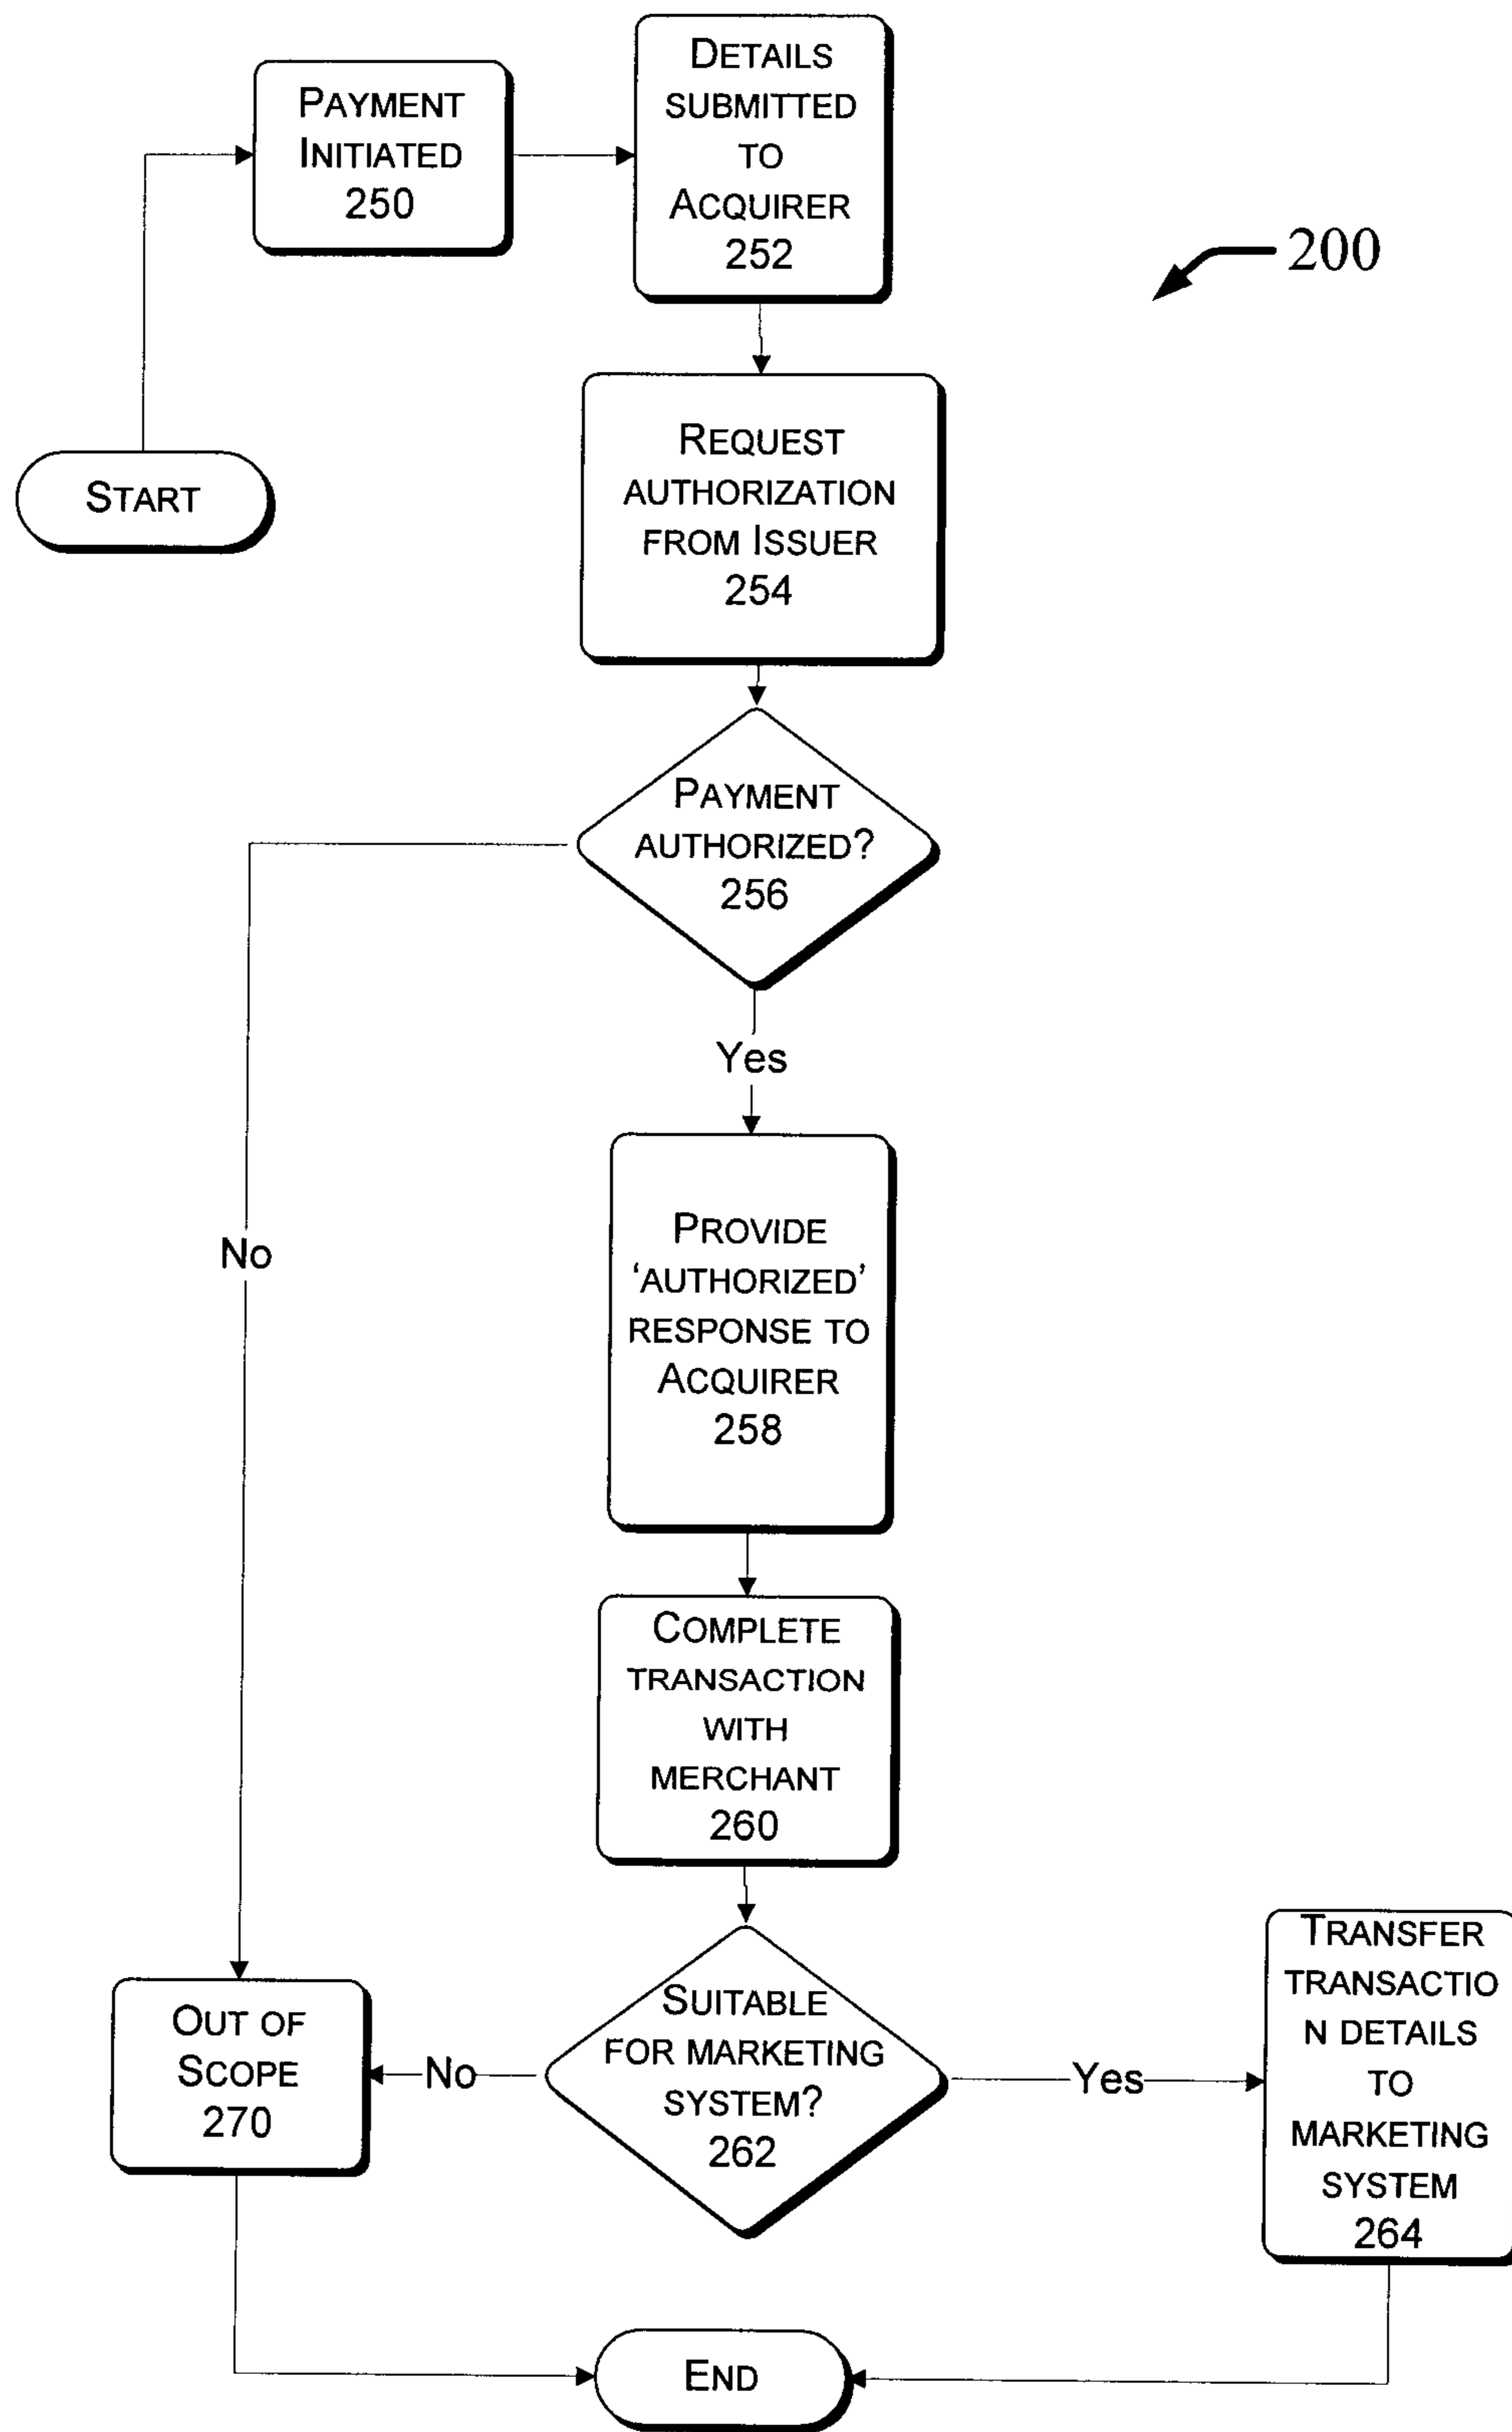 PAYMENT
INITIATED
250
DETAILS
SUBMITTED
TO
ACQUIRER
252
200
START
REQUEST
AUTHORIZATION
FROM ISSUER
254
PAYMENT
AUTHORIZED?
256
Yes
No
PROVIDE
‘AUTHORIZED’
RESPONSE TO
ACQUIRER
258
COMPLETE
TRANSACTION
WITH
MERCHANT
260
OUT OF
SCOPE
270
No
SUITABLE
FOR MARKETING
SYSTEM?
262
Yes
TRANSFER
TRANSACTIO
N DETAILS
TO
MARKETING
SYSTEM
264
END